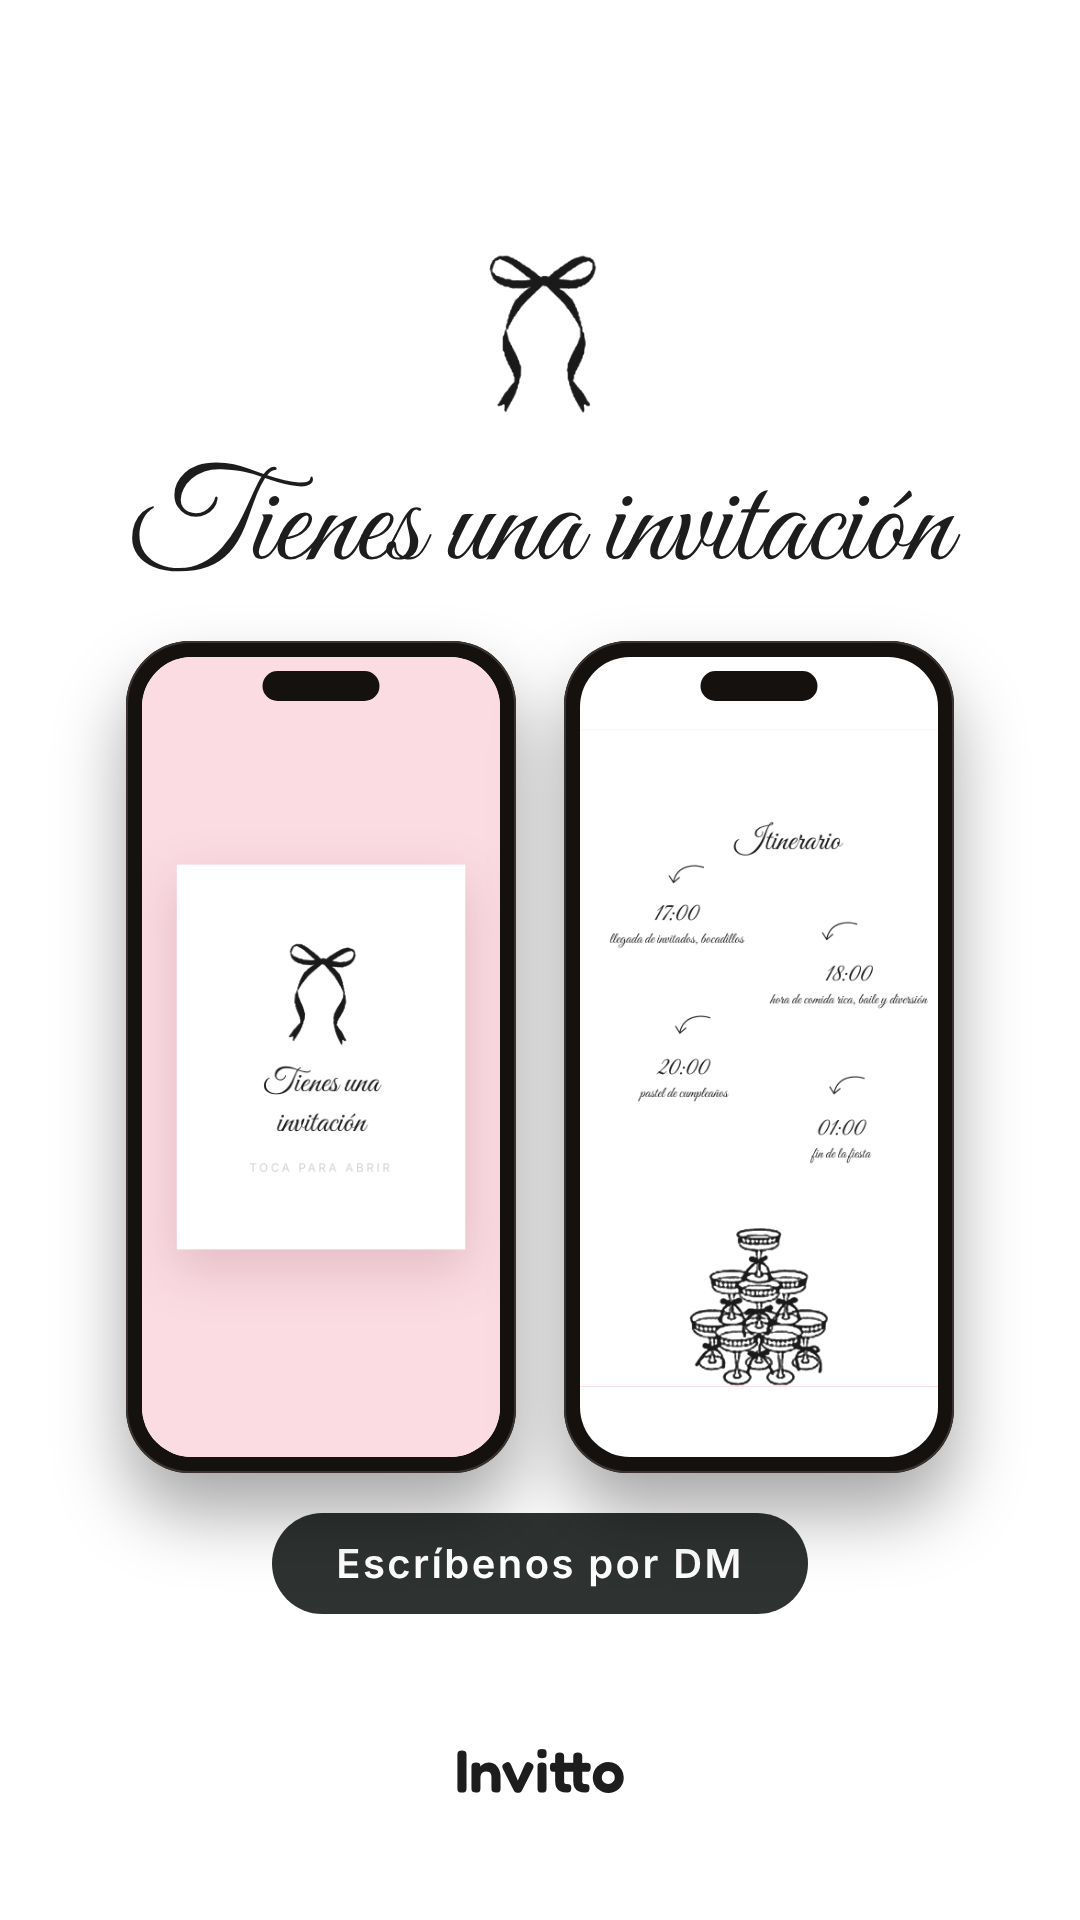 Tienes una invitación
Tienes una
invitación
TOCA PARA ABRIR
Itinerario
17:00
llegada de invitados, bocadillos
18:00
hora de comida rica, baile y diversión
20:00
pastel de cumpleaños
01:00
fin de la fiesta
Escríbenos por DM
Invitto